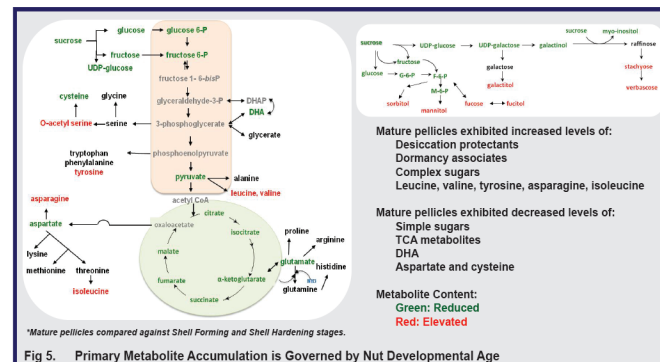 sucrose
glucose
glucose 6-P
fructose
fructose 6-P
UDP-glucose
fructose 1- 6-bisP
cysteine
glycine
glyceraldehyde-3-P
DHAP
DHA
O-acetyl serine
serine
3-phosphoglycerate
glycerate
tryptophan
phenylalanine
tyrosine
phosphoenolpyruvate
pyruvate
alanine
leucine, valine
asparagine
acetyl CoA
aspartate
oxaloacetate
citrate
isocitrate
α-ketoglutarate
succinate
fumarate
malate
lysine
methionine
threonine
isoleucine
proline
arginine
glutamate
histidine
glutamine
*Mature pellicles compared against Shell Forming and Shell Hardening stages.
sucrose
UDP-glucose
UDP-galactose
galactinol
sucrose
myo-inositol
raffinose
fructose
glucose
G-6-P
F-6-P
M-6-P
galactose
galactitol
stachyose
verbascose
sorbitol
mannitol
fucose
fucitol
Mature pellicles exhibited increased levels of:
Desiccation protectants
Dormancy associates
Complex sugars
Leucine, valine, tyrosine, asparagine, isoleucine
Mature pellicles exhibited decreased levels of:
Simple sugars
TCA metabolites
DHA
Aspartate and cysteine
Metabolite Content:
Green: Reduced
Red: Elevated
Fig 5. Primary Metabolite Accumulation is Governed by Nut Developmental Age